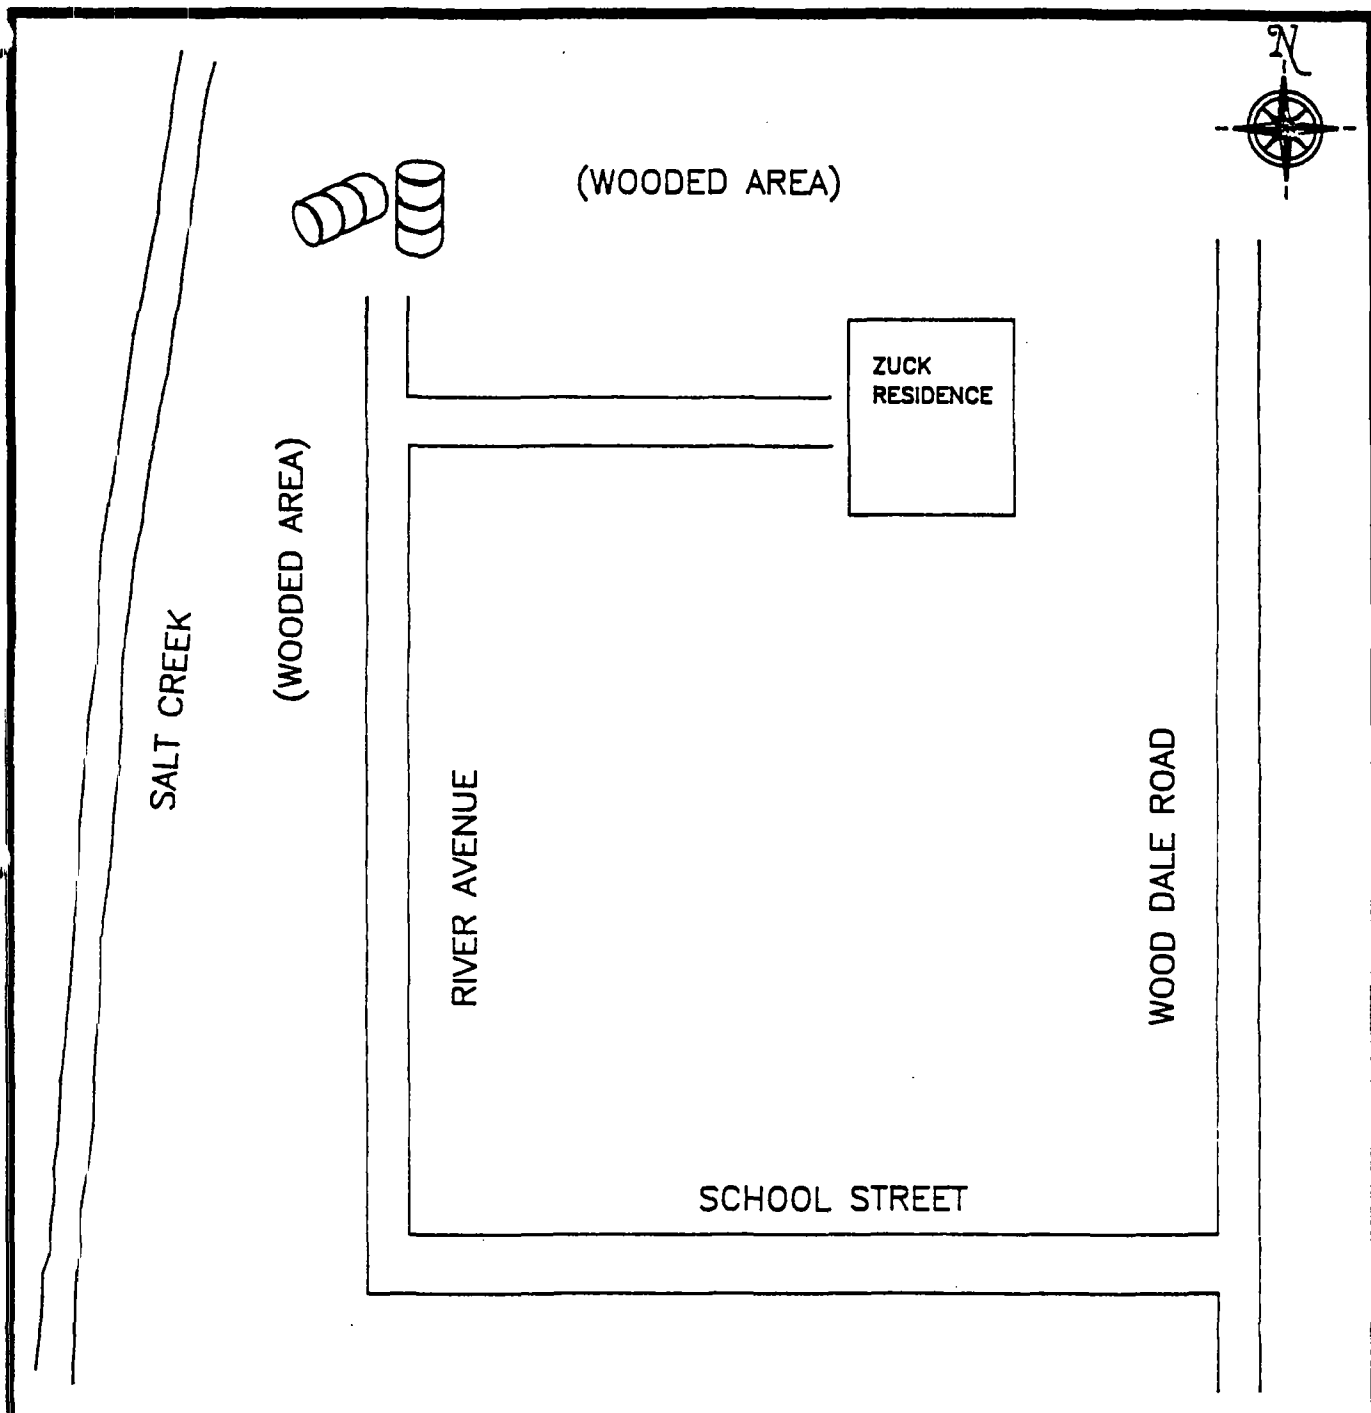 N
(WOODED AREA)
ZUCK
RESIDENCE
(WOODED AREA)
SALT CREEK
RIVER AVENUE
WOOD DALE ROAD
SCHOOL STREET